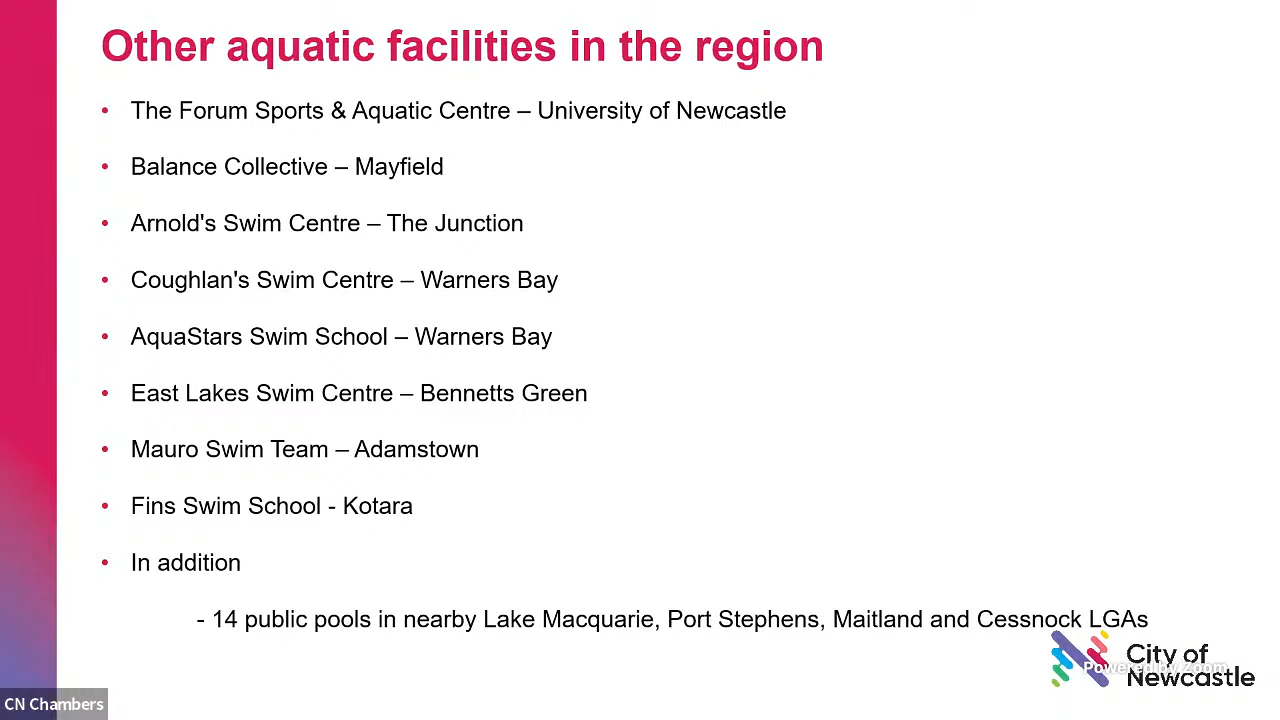 Other aquatic facilities in the region
• The Forum Sports & Aquatic Centre – University of Newcastle
• Balance Collective – Mayfield
• Arnold's Swim Centre – The Junction
• Coughlan's Swim Centre – Warners Bay
• AquaStars Swim School – Warners Bay
• East Lakes Swim Centre – Bennetts Green
• Mauro Swim Team – Adamstown
• Fins Swim School - Kotara
• In addition
- 14 public pools in nearby Lake Macquarie, Port Stephens, Maitland and Cessnock LGAs
City of
Newcastle
Powered by Zoom
CN Chambers